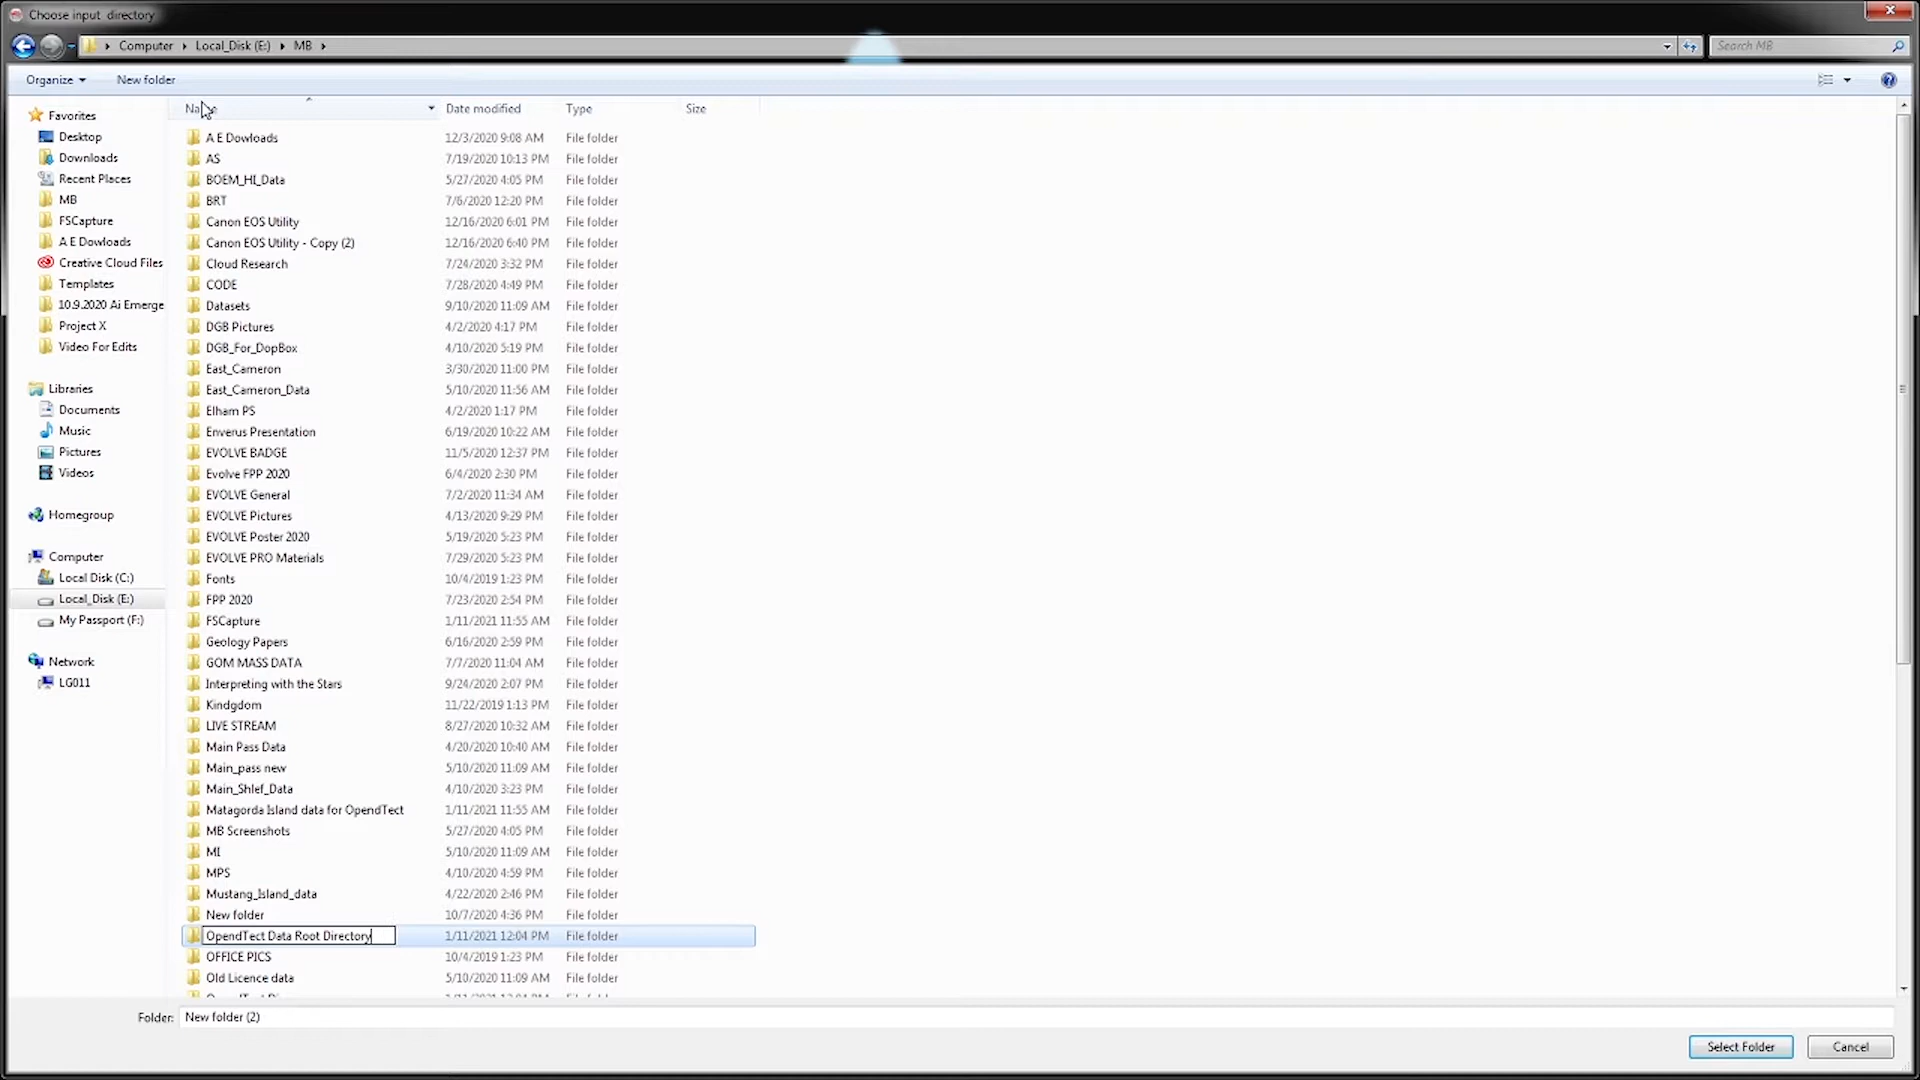 Choose input directory
Computer Local_Disk (E:) MB
Search MB
Organize New folder
Name Date modified Type Size
Favorites
Desktop
Downloads
Recent Places
MB
FSCapture
A E Dowloads
Creative Cloud Files
Templates
10.9.2020 Ai Emerge
Project X
Video For Edits
Libraries
Documents
Music
Pictures
Videos
Homegroup
Computer
Local Disk (C:)
Local_Disk (E:)
My Passport (F:)
Network
LG011
A E Dowloads 12/3/2020 9:08 AM File folder
AS 7/19/2020 10:13 PM File folder
BOEM_HI_Data 5/27/2020 4:05 PM File folder
BRT 7/6/2020 12:20 PM File folder
Canon EOS Utility 12/16/2020 6:01 PM File folder
Canon EOS Utility - Copy (2) 12/16/2020 6:40 PM File folder
Cloud Research 7/24/2020 3:32 PM File folder
CODE 7/28/2020 4:49 PM File folder
Datasets 9/10/2020 11:09 AM File folder
DGB Pictures 4/2/2020 4:17 PM File folder
DGB_For_DopBox 4/10/2020 5:19 PM File folder
East_Cameron 3/30/2020 11:00 PM File folder
East_Cameron_Data 5/10/2020 11:56 AM File folder
Elham PS 4/2/2020 1:17 PM File folder
Enverus Presentation 6/19/2020 10:22 AM File folder
EVOLVE BADGE 11/5/2020 12:37 PM File folder
Evolve FPP 2020 6/4/2020 2:30 PM File folder
EVOLVE General 7/2/2020 11:34 AM File folder
EVOLVE Pictures 4/13/2020 9:29 PM File folder
EVOLVE Poster 2020 5/19/2020 5:23 PM File folder
EVOLVE PRO Materials 7/29/2020 5:23 PM File folder
Fonts 10/4/2019 1:23 PM File folder
FPP 2020 7/23/2020 2:54 PM File folder
FSCapture 1/11/2021 11:55 AM File folder
Geology Papers 6/16/2020 2:59 PM File folder
GOM MASS DATA 7/7/2020 11:04 AM File folder
Interpreting with the Stars 9/24/2020 2:07 PM File folder
Kindgdom 11/22/2019 1:13 PM File folder
LIVE STREAM 8/27/2020 10:32 AM File folder
Main Pass Data 4/20/2020 10:40 AM File folder
Main_pass new 5/10/2020 11:09 AM File folder
Main_Shlef_Data 4/10/2020 3:23 PM File folder
Matagorda Island data for OpendTect 1/11/2021 11:55 AM File folder
MB Screenshots 5/27/2020 4:05 PM File folder
MI 5/10/2020 11:09 AM File folder
MPS 4/10/2020 4:59 PM File folder
Mustang_Island_data 4/22/2020 2:46 PM File folder
New folder 10/7/2020 4:36 PM File folder
OpendTect Data Root Directory 1/11/2021 12:04 PM File folder
OFFICE PICS 10/4/2019 1:23 PM File folder
Old Licence data 5/10/2020 11:09 AM File folder
Folder: New folder (2)
Select Folder Cancel